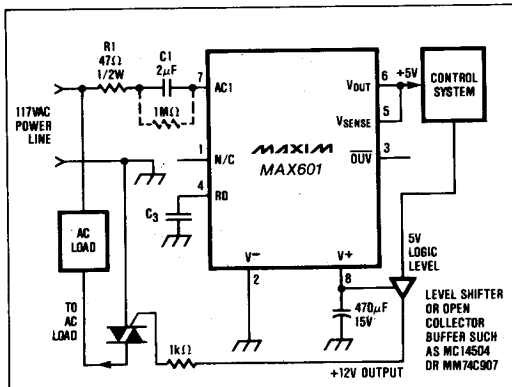 R1
47Ω
1/2W
C1
2μF
7
AC1
1MΩ
117VAC
POWER
LINE
1
N/C
4
RD
C3
MAXIM
MAX601
VOUT
6
+5V
VSENSE
5
OUV
3
CONTROL
SYSTEM
V−
2
V+
8
470μF
15V
5V
LOGIC
LEVEL
AC
LOAD
TO
AC
LOAD
1kΩ
+12V OUTPUT
LEVEL SHIFTER
OR OPEN
COLLECTOR
BUFFER SUCH
AS MC14504
OR MM74C907